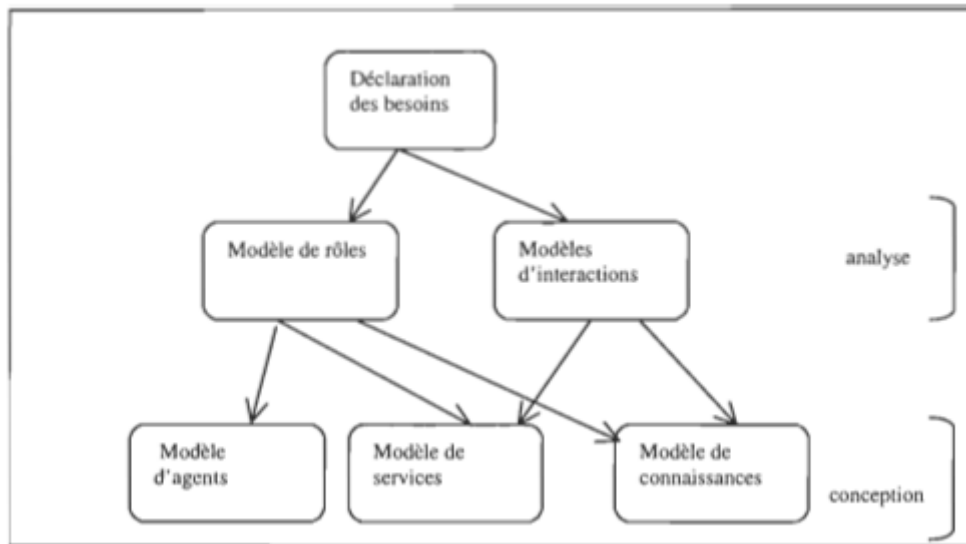 Déclaration
des besoins
Modèle de rôles
Modèles
d'interactions
analyse
Modèle
d'agents
Modèle de
services
Modèle de
connaissances
conception